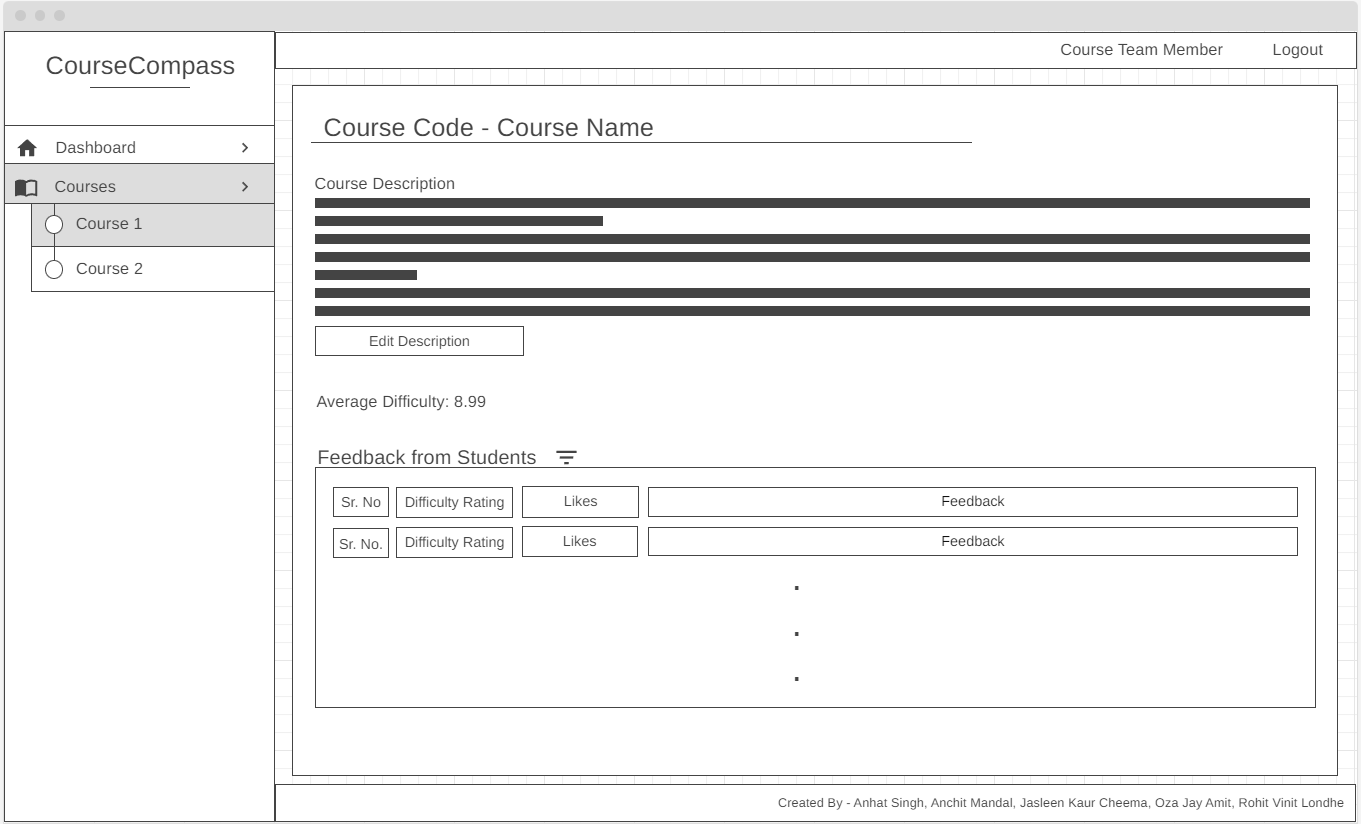 CourseCompass
Course Team Member
Logout
Dashboard
Courses
Course 1
Course 2
Course Code - Course Name
Course Description
Edit Description
Average Difficulty: 8.99
Feedback from Students
Sr. No Difficulty Rating Likes Feedback
Sr. No. Difficulty Rating Likes Feedback
.
.
.
Created By - Anhat Singh, Anchit Mandal, Jasleen Kaur Cheema, Oza Jay Amit, Rohit Vinit Londhe